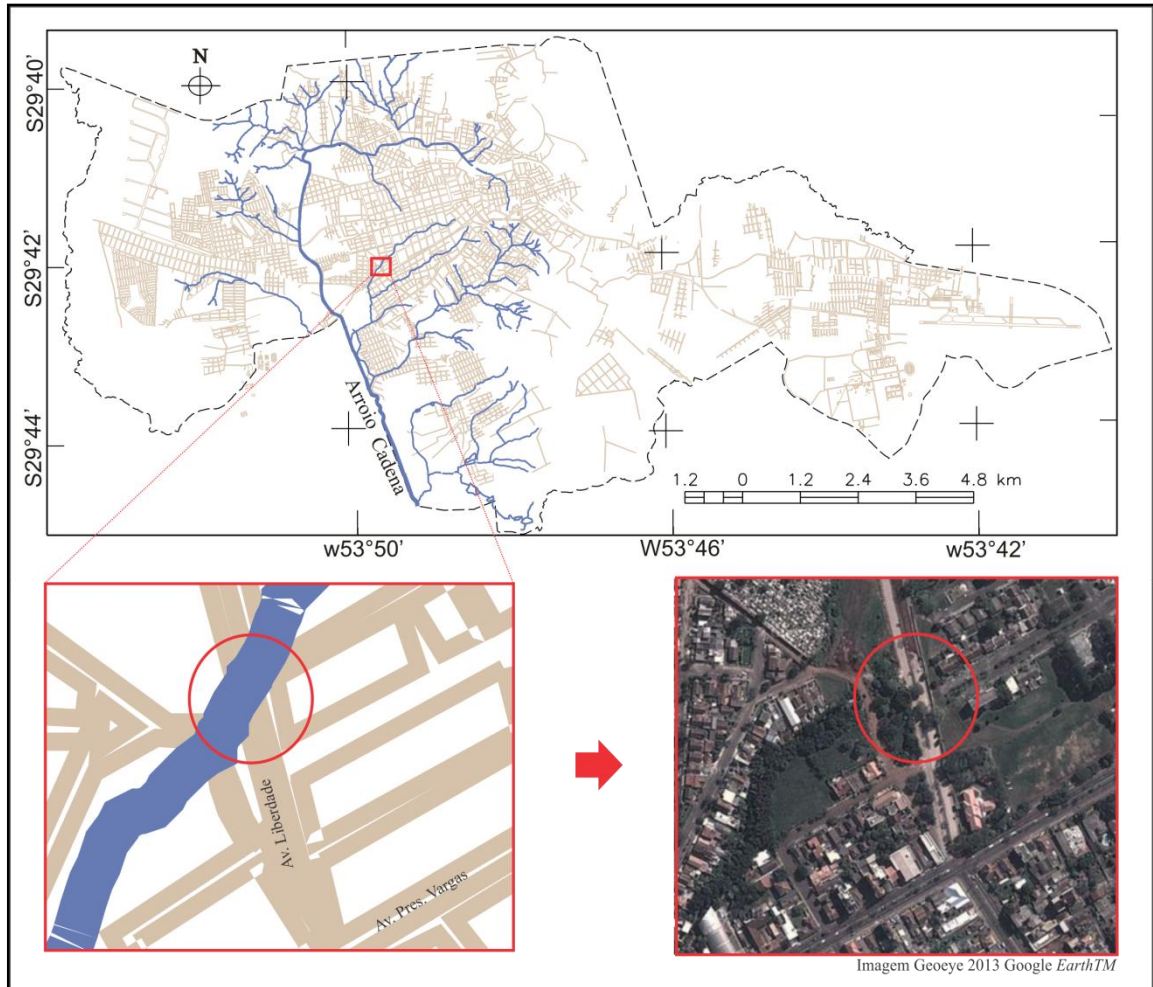 N
S29°40’
S29°42’
S29°44’
Arroio Cadena
1.2 0 1.2 2.4 3.6 4.8 km
w53°50’ W53°46’ w53°42’
Av. Liberdade
Av. Pres. Vargas
Imagem Geoeye 2013 Google EarthTM